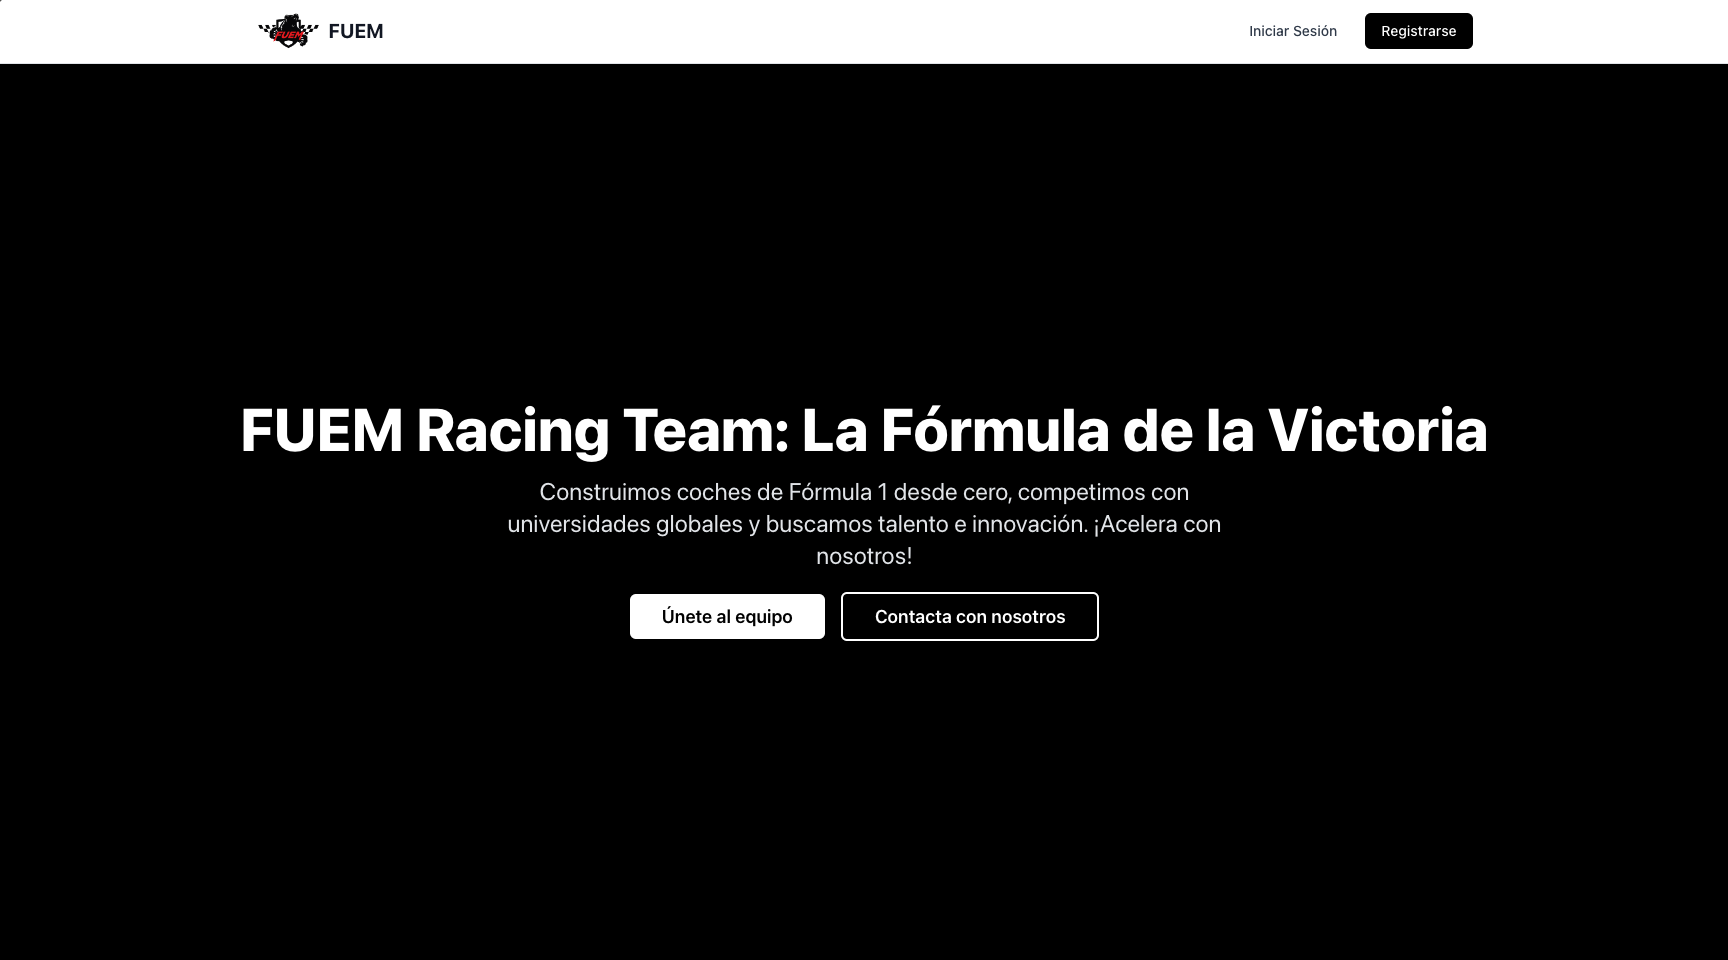 FUEM
FUEM
Iniciar Sesión
Registrarse
FUEM Racing Team: La Fórmula de la Victoria
Construimos coches de Fórmula 1 desde cero, competimos con
universidades globales y buscamos talento e innovación. ¡Acelera con
nosotros!
Únete al equipo
Contacta con nosotros